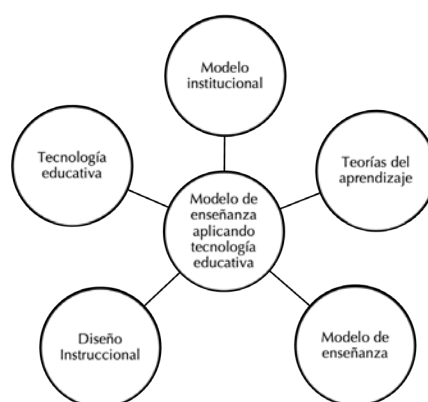 Modelo
institucional
Tecnología
educativa
Teorías del
aprendizaje
Modelo de
enseñanza
aplicando
tecnología
educativa
Diseño
Instruccional
Modelo de
enseñanza